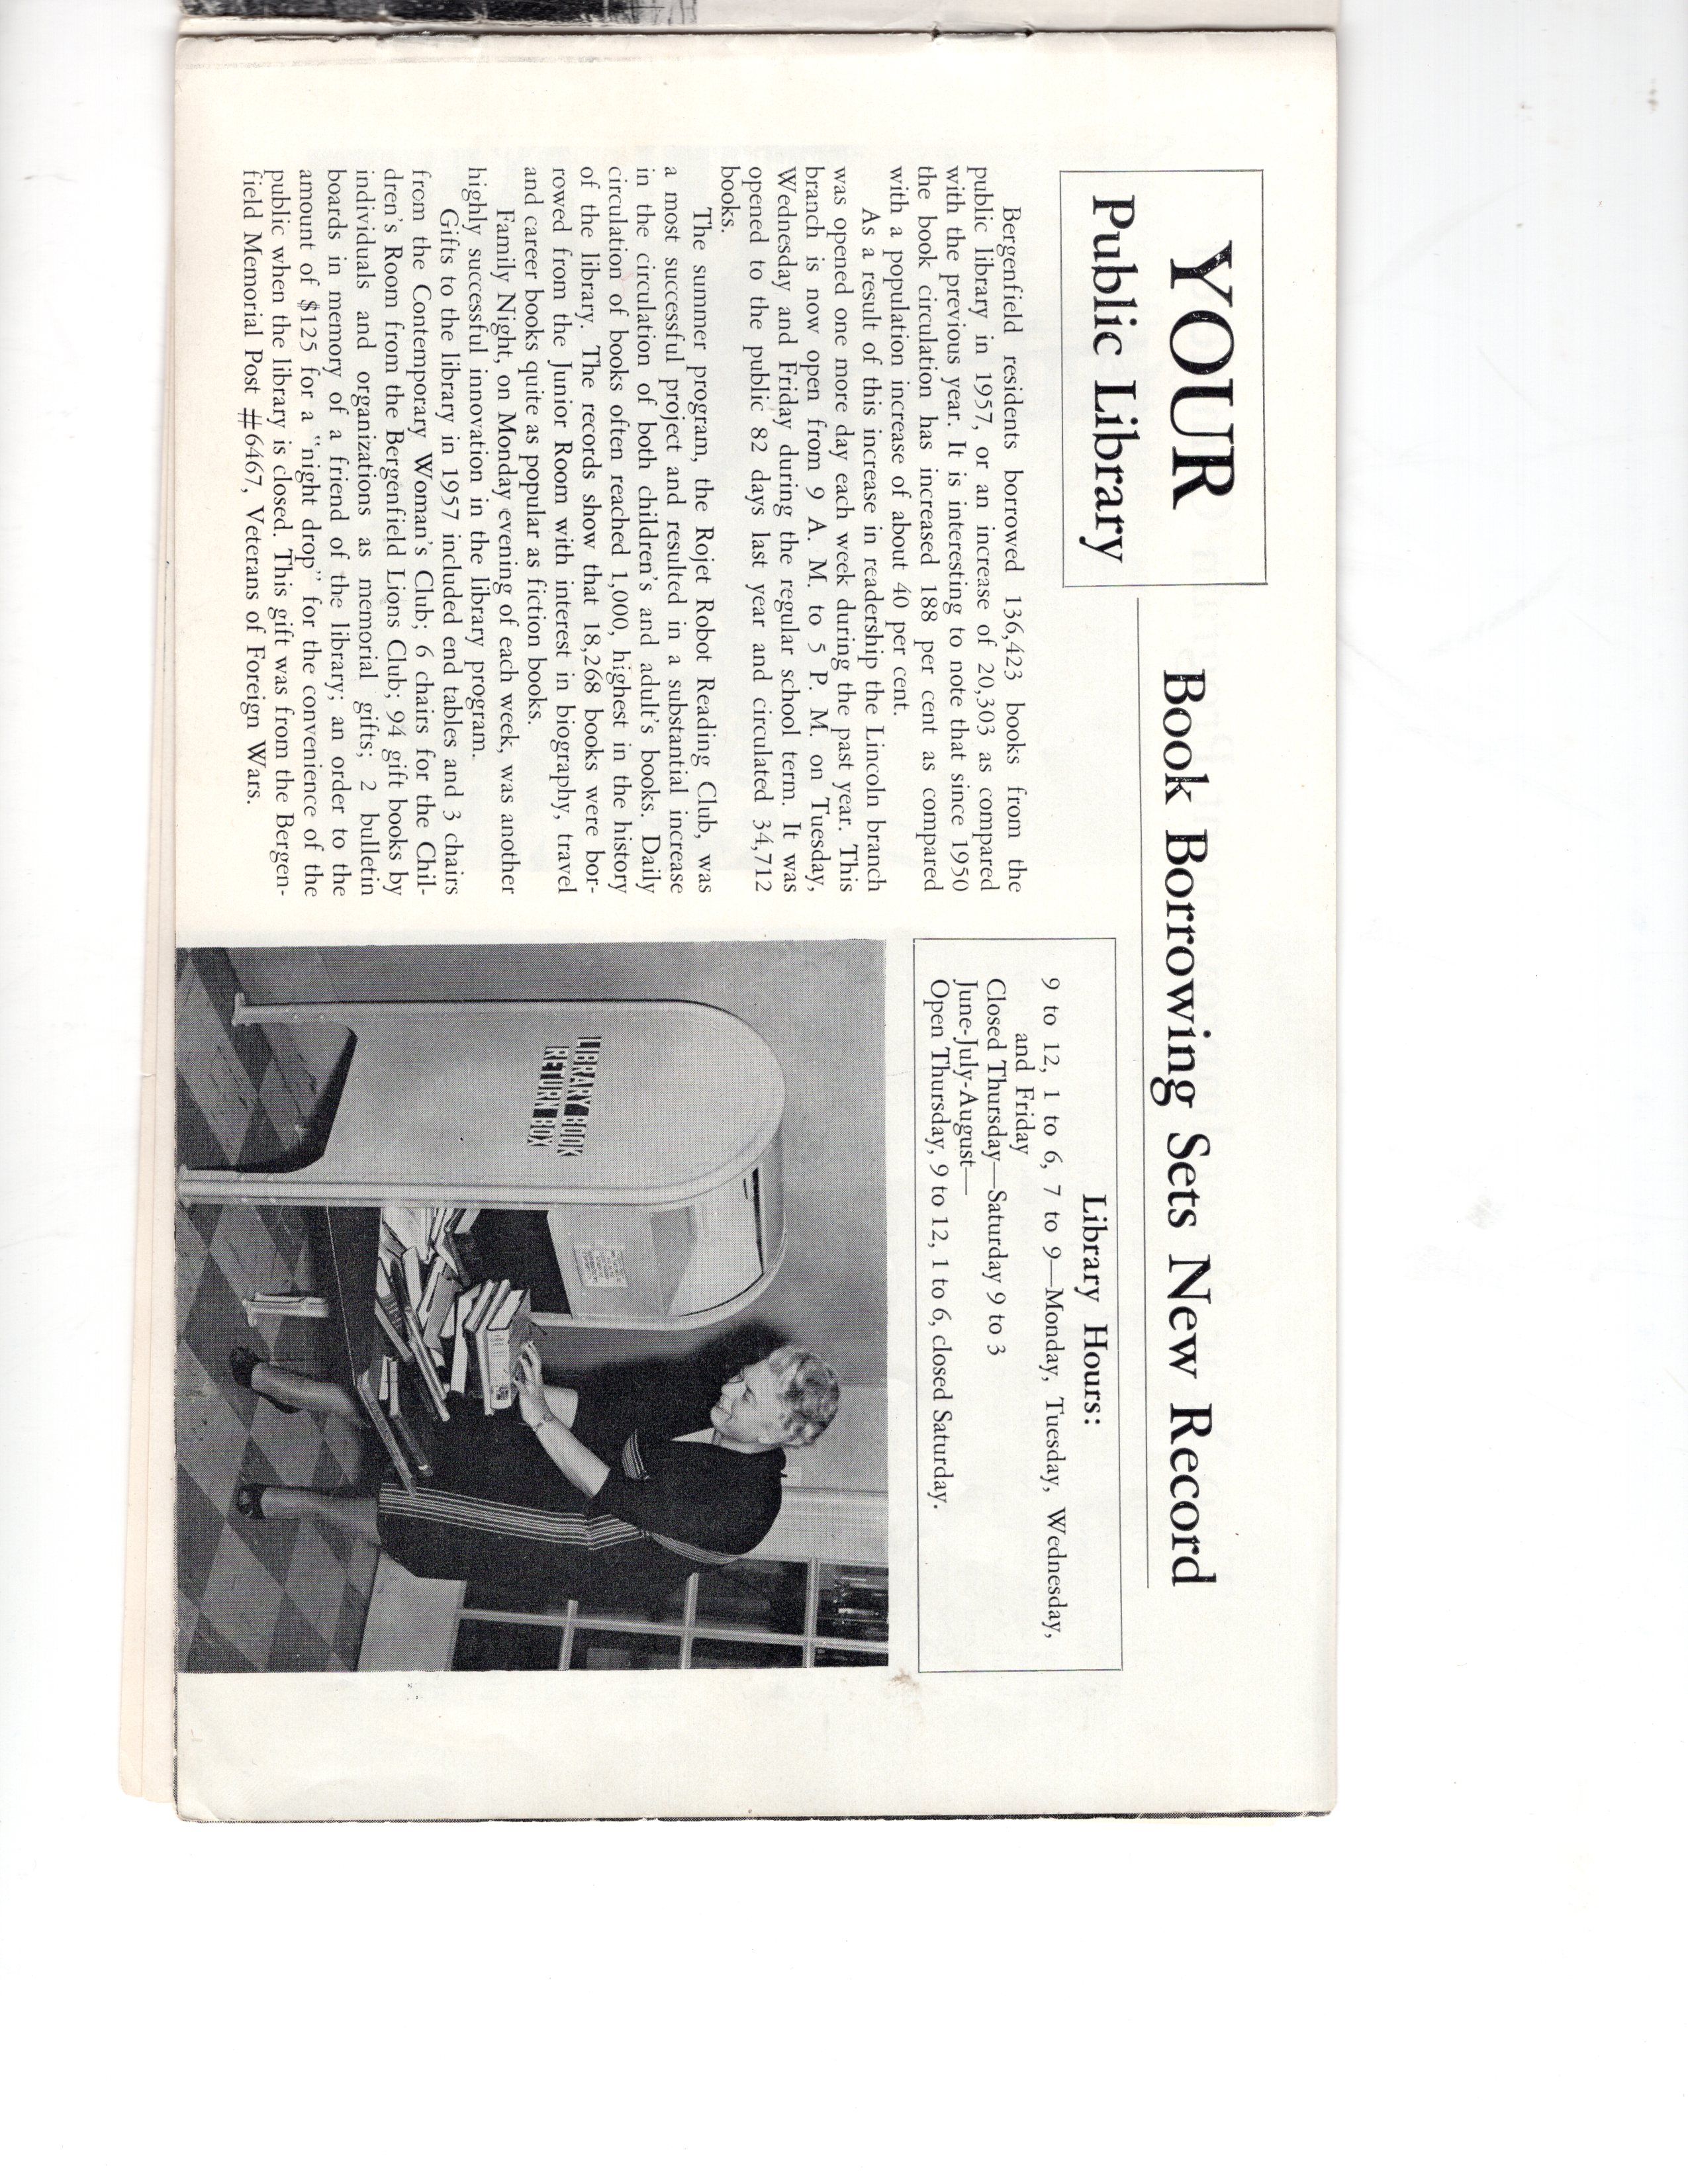 YOUR
Public Library
Book Borrowing Sets New Record
Bergenfield residents borrowed 136,423 books from the
public library in 1957, or an increase of 20,303 as compared
with the previous year. It is interesting to note that since 1950
the book circulation has increased 188 per cent as compared
with a population increase of about 40 per cent.
As a result of this increase in readership the Lincoln branch
was opened one more day each week during the past year. This
branch is now open from 9 A. M. to 5 P. M. on Tuesday,
Wednesday and Friday during the regular school term. It was
opened to the public 82 days last year and circulated 34,712
books.
The summer program, the Rojet Robot Reading Club, was
a most successful project and resulted in a substantial increase
in the circulation of both children's and adult's books. Daily
circulation of books often reached 1,000, highest in the history
of the library. The records show that 18,268 books were bor-
rowed from the Junior Room with interest in biography, travel
and career books quite as popular as fiction books.
Family Night, on Monday evening of each week, was another
highly successful innovation in the library program.
Gifts to the library in 1957 included end tables and 3 chairs
from the Contemporary Woman's Club; 6 chairs for the Chil-
dren's Room from the Bergenfield Lions Club; 94 gift books by
individuals and organizations as memorial gifts; 2 bulletin
boards in memory of a friend of the library; an order to the
amount of $125 for a "night drop" for the convenience of the
public when the library is closed. This gift was from the Bergen-
field Memorial Post #6467, Veterans of Foreign Wars.
Library Hours:
9 to 12, 1 to 6, 7 to 9—Monday, Tuesday, Wednesday,
and Friday
Closed Thursday—Saturday 9 to 3
June-July-August—
Open Thursday, 9 to 12, 1 to 6, closed Saturday.
LIBRARY BOOK
RETURN BOX